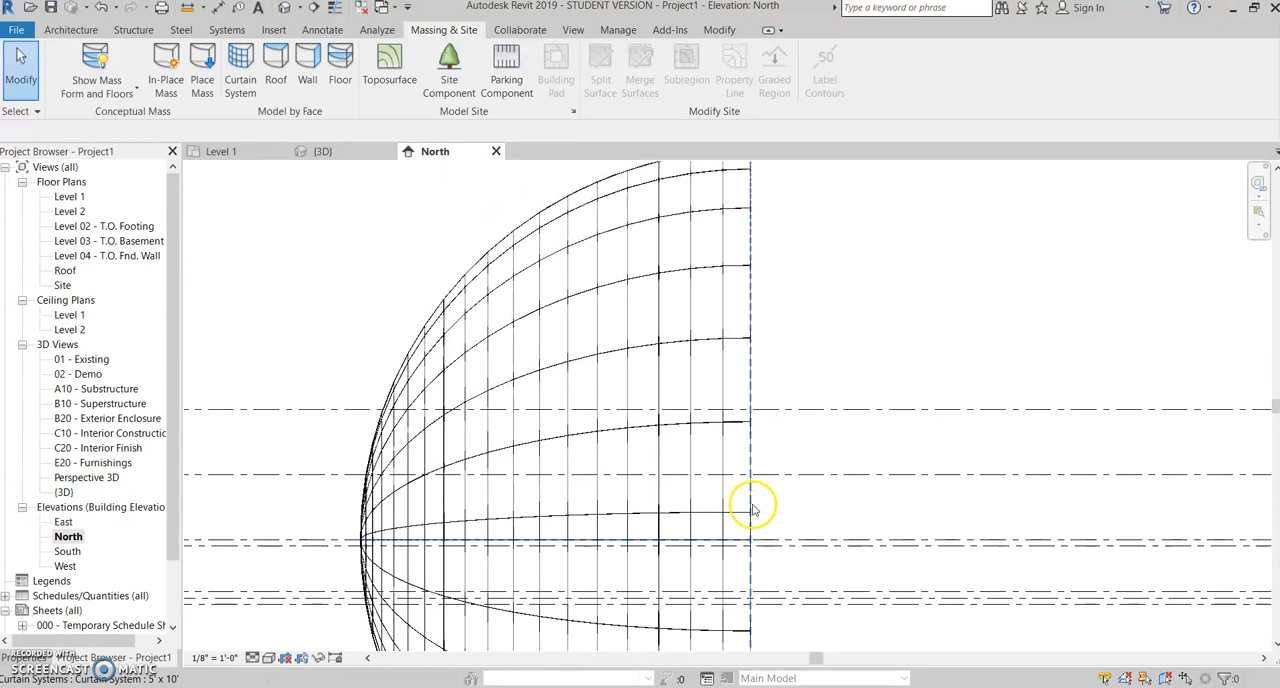 Autodesk Revit 2019 - STUDENT VERSION - Project1 - Elevation: North
Type a keyword or phrase
Sign In
File Architecture Structure Steel Systems Insert Annotate Analyze Massing & Site Collaborate View Manage Add-Ins Modify
Modify
Show Mass
Form and Floors
In-Place
Mass
Place
Mass
Curtain
System
Roof
Wall
Floor
Toposurface
Site
Component
Parking
Component
Building
Pad
Split
Surface
Merge
Surfaces
Subregion
Property
Line
Graded
Region
50
Label
Contours
Select
Conceptual Mass
Model by Face
Model Site
Modify Site
Project Browser - Project1
Level 1
{3D}
North
Views (all)
Floor Plans
Level 1
Level 2
Level 02 - T.O. Footing
Level 03 - T.O. Basement
Level 04 - T.O. Fnd. Wall
Roof
Site
Ceiling Plans
Level 1
Level 2
3D Views
01 - Existing
02 - Demo
A10 - Substructure
B10 - Superstructure
B20 - Exterior Enclosure
C10 - Interior Constructio
C20 - Interior Finish
E20 - Furnishings
Perspective 3D
{3D}
Elevations (Building Elevatio
East
North
South
West
Legends
Schedules/Quantities (all)
Sheets (all)
000 - Temporary Schedule Sh
Properties
Project Browser - Project1
RECORDED WITH
SCREENCAST MATIC
1/8" = 1'-0"
Curtain Systems : Curtain System : 5' x 10'
:0
Main Model
:0